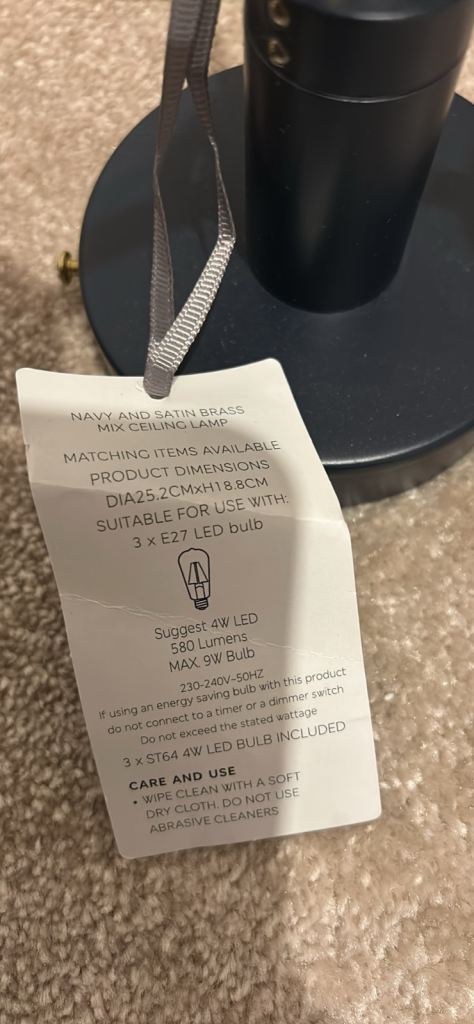 NAVY AND SATIN BRASS
MIX CEILING LAMP
MATCHING ITEMS AVAILABLE
PRODUCT DIMENSIONS
DIA25.2CMxH18.8CM
SUITABLE FOR USE WITH:
3 x E27 LED bulb
Suggest 4W LED
580 Lumens
MAX. 9W Bulb
230-240V~50HZ
If using an energy saving bulb with this product
do not connect to a timer or a dimmer switch
Do not exceed the stated wattage
3 x ST64 4W LED BULB INCLUDED
CARE AND USE
• WIPE CLEAN WITH A SOFT
DRY CLOTH. DO NOT USE
ABRASIVE CLEANERS